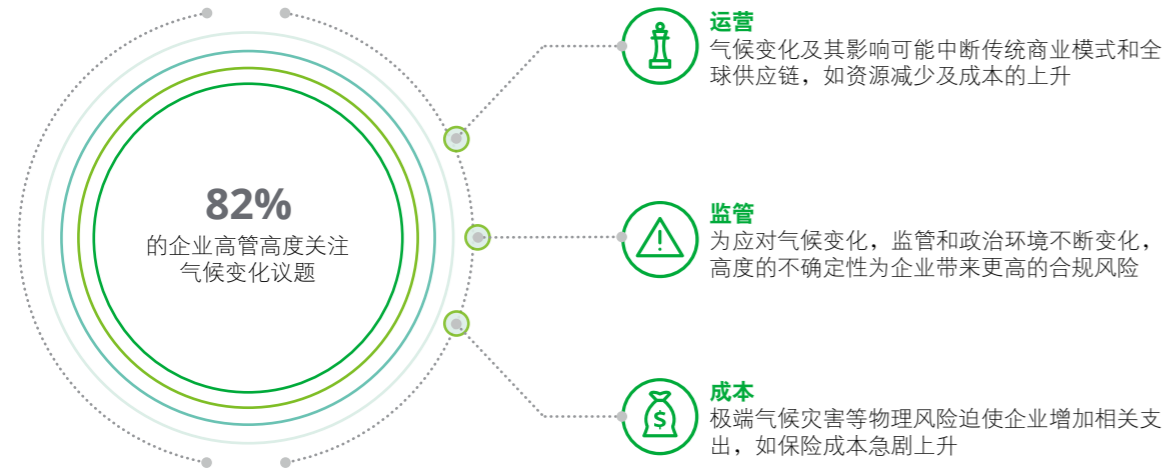 82%
的企业高管高度关注
气候变化议题
运营
气候变化及其影响可能中断传统商业模式和全
球供应链，如资源减少及成本的上升
监管
为应对气候变化，监管和政治环境不断变化，
高度的不确定性为企业带来更高的合规风险
成本
极端气候灾害等物理风险迫使企业增加相关支
出，如保险成本急剧上升